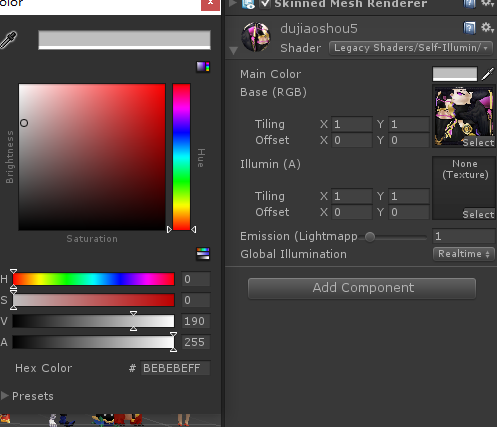 olor
x
Brightness
Hue
Saturation
H 0
S 0
V 190
A 255
Hex Color # BEBEBEFF
Presets
Skinned Mesh Renderer
dujiaoshou5
Shader Legacy Shaders/Self-Illumin/
Main Color
Base (RGB)
Tiling X 1 Y 1
Offset X 0 Y 0
Select
Illumin (A)
None
(Texture)
Tiling X 1 Y 1
Offset X 0 Y 0
Select
Emission (Lightmapp 1
Global Illumination Realtime
Add Component